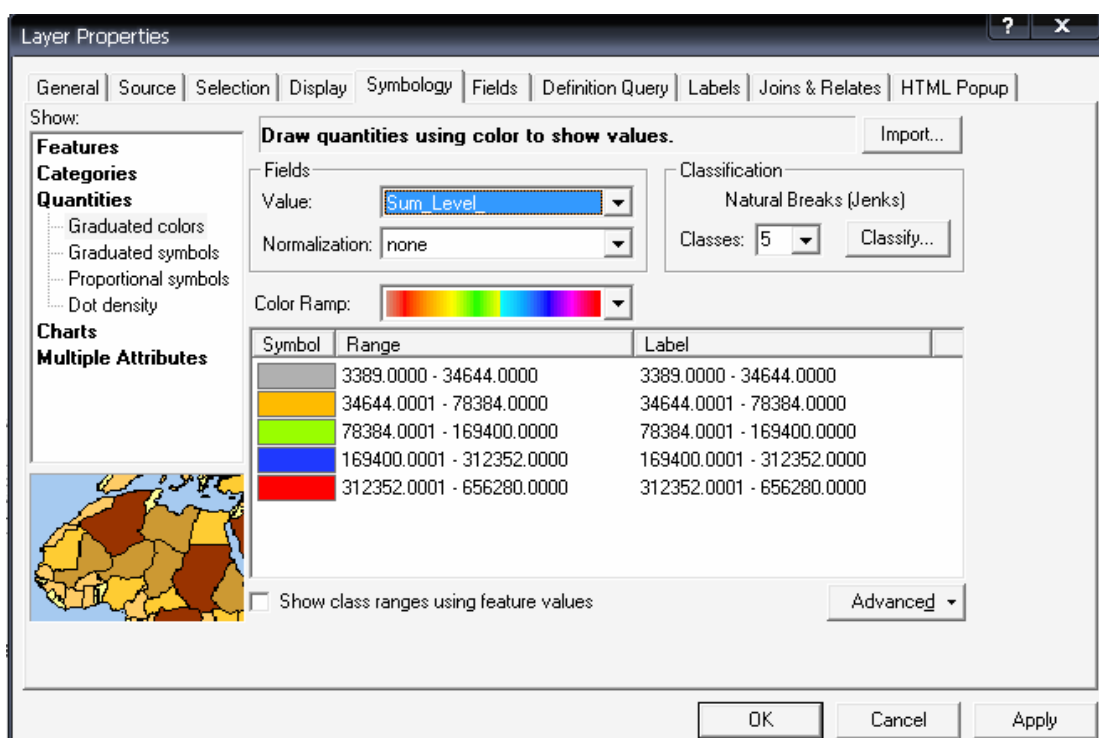 Layer Properties
? X
General Source Selection Display Symbology Fields Definition Query Labels Joins & Relates HTML Popup
Show:
Features
Categories
Quantities
Graduated colors
Graduated symbols
Proportional symbols
Dot density
Charts
Multiple Attributes
Draw quantities using color to show values.
Import...
Fields
Value: Sum_Level_
Normalization: none
Classification
Natural Breaks (Jenks)
Classes: 5 Classify...
Color Ramp:
Symbol Range Label
3389.0000 - 34644.0000 3389.0000 - 34644.0000
34644.0001 - 78384.0000 34644.0001 - 78384.0000
78384.0001 - 169400.0000 78384.0001 - 169400.0000
169400.0001 - 312352.0000 169400.0001 - 312352.0000
312352.0001 - 656280.0000 312352.0001 - 656280.0000
Show class ranges using feature values
Advanced
OK Cancel Apply